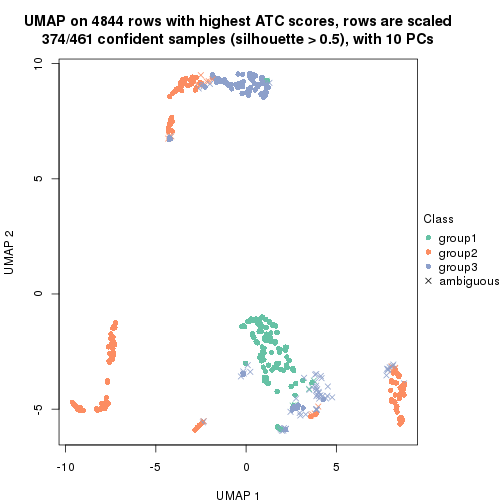 UMAP on 4844 rows with highest ATC scores, rows are scaled
374/461 confident samples (silhouette > 0.5), with 10 PCs
10
5
0
-5
UMAP 2
-10
-5
0
5
UMAP 1
Class
group1
group2
group3
ambiguous